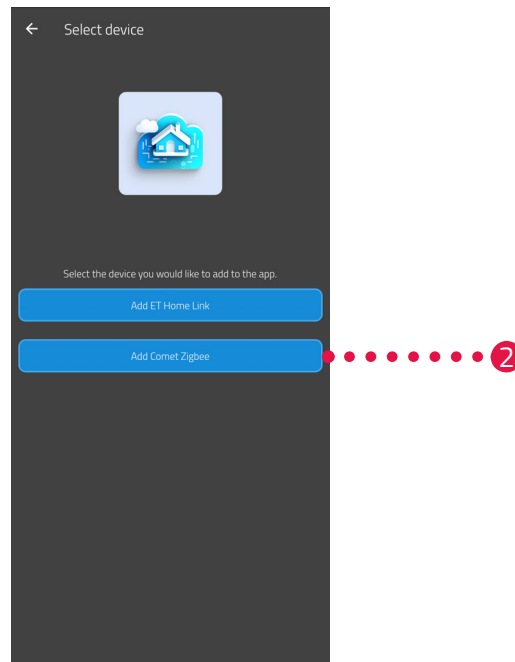 Select device
Select the device you would like to add to the app.
Add ET Home Link
Add Comet Zigbee
2